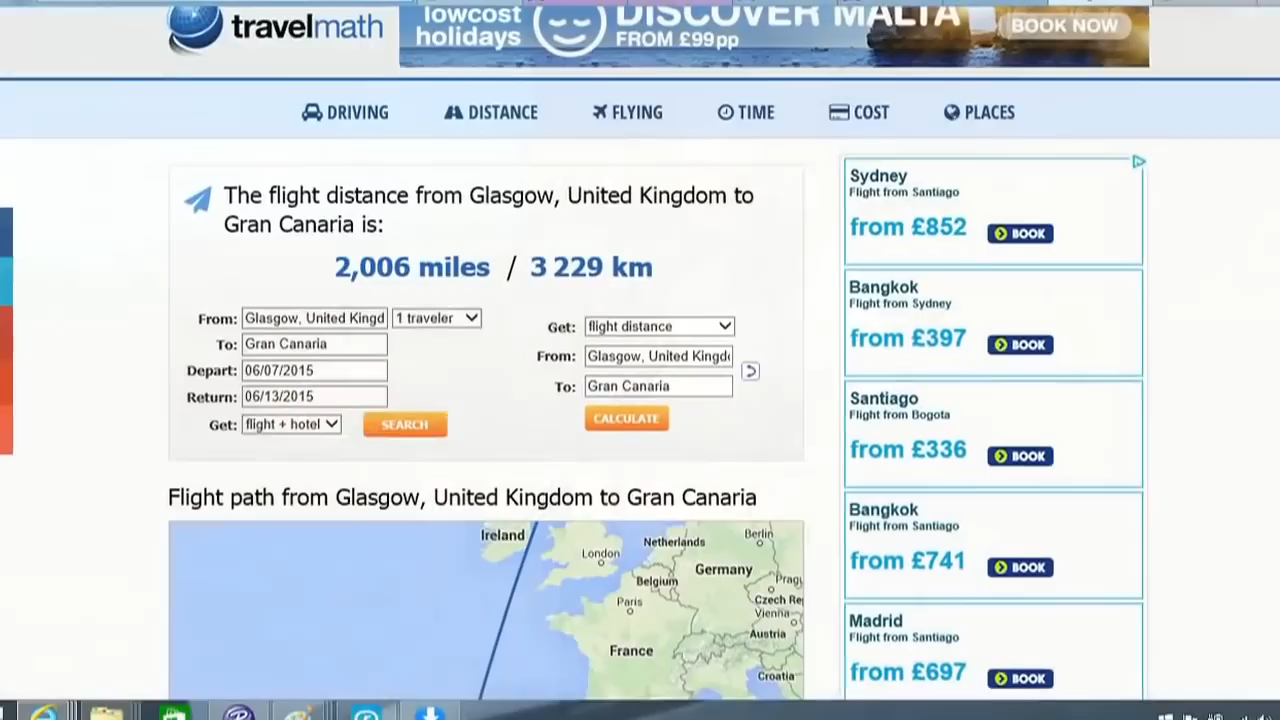 travelmath
lowcost
holidays
DISCOVER MALTA
FROM £99pp
BOOK NOW
DRIVING
DISTANCE
FLYING
TIME
COST
PLACES
The flight distance from Glasgow, United Kingdom to
Gran Canaria is:
2,006 miles / 3 229 km
From: Glasgow, United Kingd 1 traveler
To: Gran Canaria
Depart: 06/07/2015
Return: 06/13/2015
Get: flight + hotel SEARCH
Get: flight distance
From: Glasgow, United Kingd
To: Gran Canaria
CALCULATE
Flight path from Glasgow, United Kingdom to Gran Canaria
Ireland
London
Netherlands
Berlin
Belgium
Germany
Pragu
Paris
Czech Re
Vienna
Austria
France
Croatia
Sydney
Flight from Santiago
from £852 BOOK
Bangkok
Flight from Sydney
from £397 BOOK
Santiago
Flight from Bogota
from £336 BOOK
Bangkok
Flight from Santiago
from £741 BOOK
Madrid
Flight from Santiago
from £697 BOOK